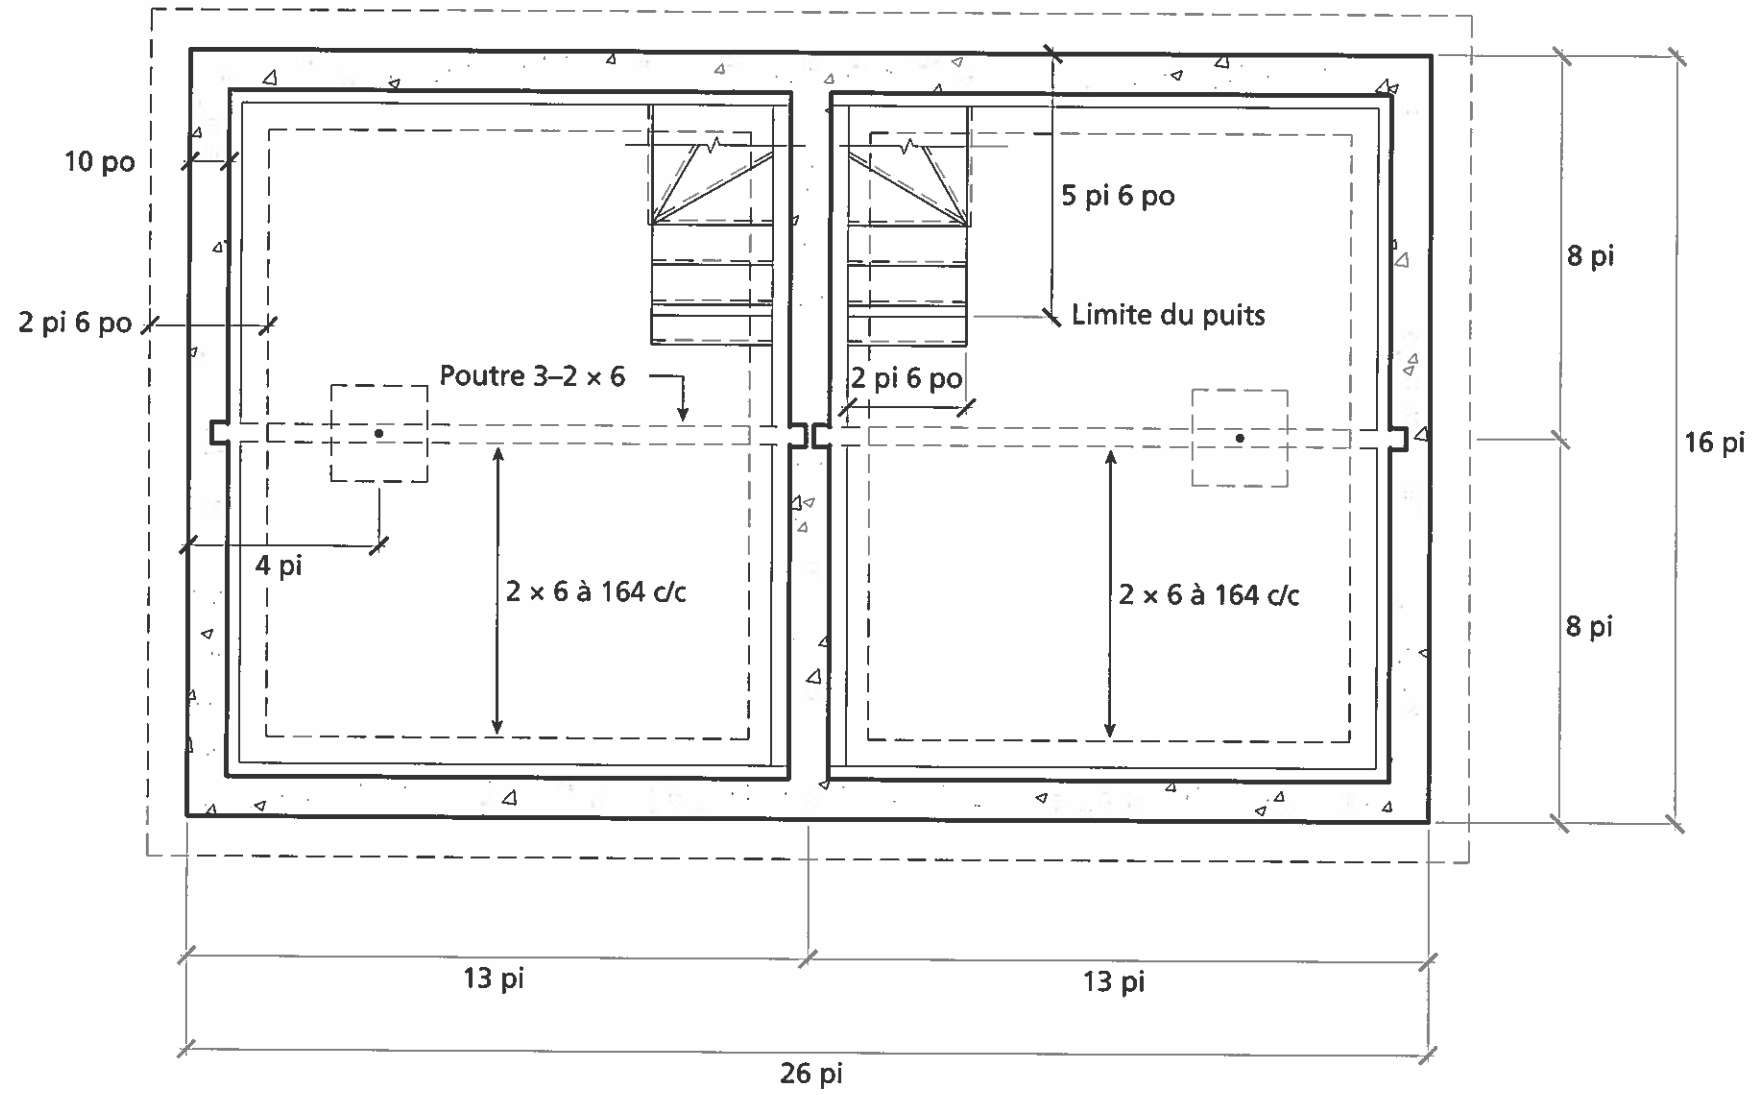 10 po
5 pi 6 po
8 pi
2 pi 6 po
Limite du puits
Poutre 3–2 × 6
2 pi 6 po
16 pi
4 pi
2 × 6 à 164 c/c
2 × 6 à 164 c/c
8 pi
13 pi
13 pi
26 pi